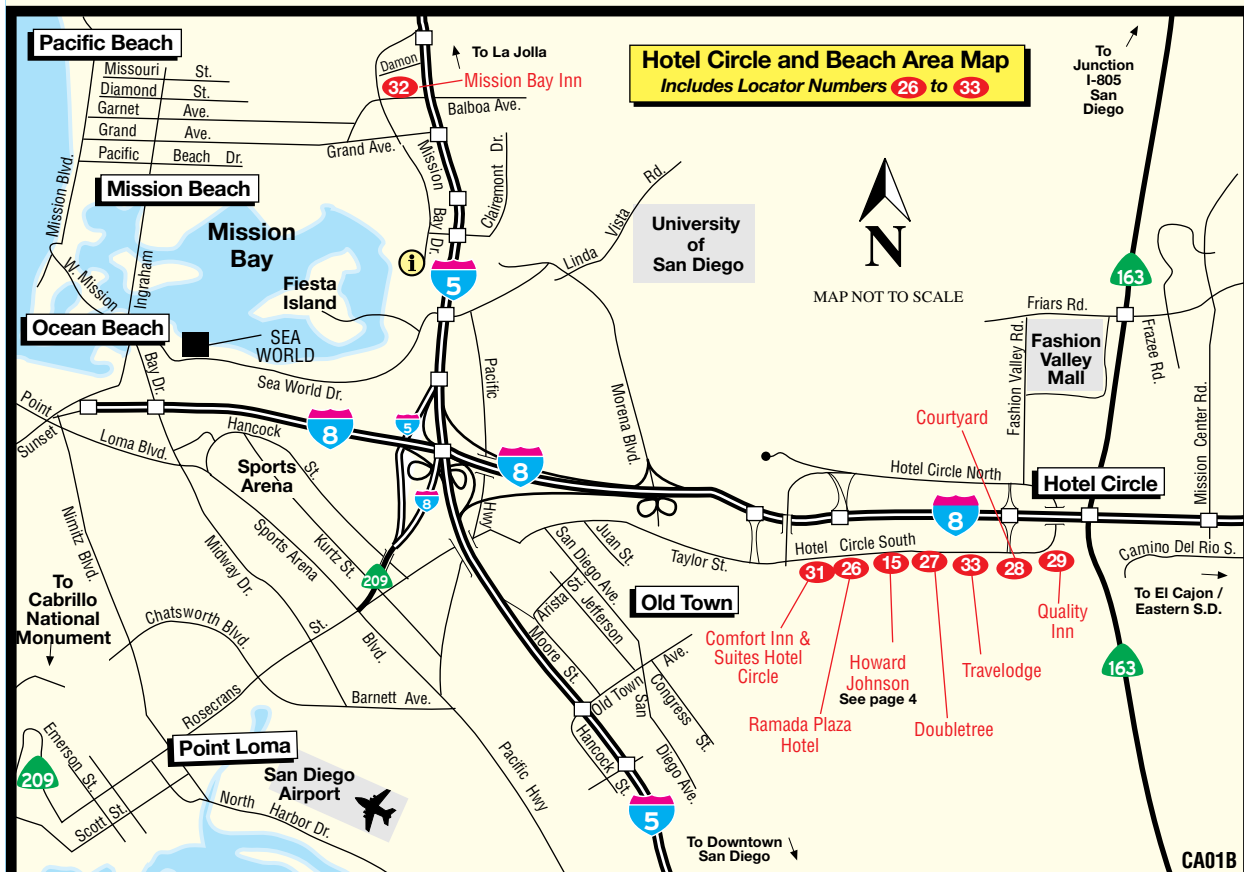 Pacific Beach
Missouri St.
Diamond St.
Garnet Ave.
Grand Ave.
Pacific Beach Dr.
Mission Blvd.
Mission Beach
Mission
Bay
W. Mission
Bay Dr.
Ingraham
Fiesta
Island
Ocean Beach
SEA
WORLD
Sea World Dr.
Damon
32
Mission Bay Inn
To La Jolla
Balboa Ave.
Grand Ave.
Mission Bay Dr.
Clairemont Dr.
i
5
Hotel Circle and Beach Area Map
Includes Locator Numbers 26 to 33
To
Junction
I-805
San
Diego
Linda Vista Rd.
University
of
San Diego
N
MAP NOT TO SCALE
163
Friars Rd.
Frazee Rd.
Fashion Valley Rd.
Fashion
Valley
Mall
Mission Center Rd.
Courtyard
Hotel Circle North
Hotel Circle
8
Hotel Circle South
Camino Del Rio S.
To El Cajon /
Eastern S.D.
31
26
15
27
33
28
29
Comfort Inn &
Suites Hotel
Circle
Ramada Plaza
Hotel
Howard
Johnson
See page 4
Doubletree
Travelodge
Quality
Inn
163
Point
Loma Blvd.
Sunset
8
5
8
8
Hancock St.
Sports
Arena
Pacific
Hwy
Morena Blvd.
Nimitz Blvd.
Midway Dr.
Sports Arena
Blvd.
Kurtz St.
209
Juan St.
Taylor St.
San Diego Ave.
Arista St.
Jefferson
Old Town
Moore St.
Old Town Ave.
Congress St.
San
Diego Ave.
Hancock St.
To
Cabrillo
National
Monument
Chatsworth Blvd.
Rosecrans St.
Barnett Ave.
Pacific Hwy
Point Loma
San Diego
Airport
North Harbor Dr.
Emerson St.
Scott St.
209
5
To Downtown
San Diego
CA01B